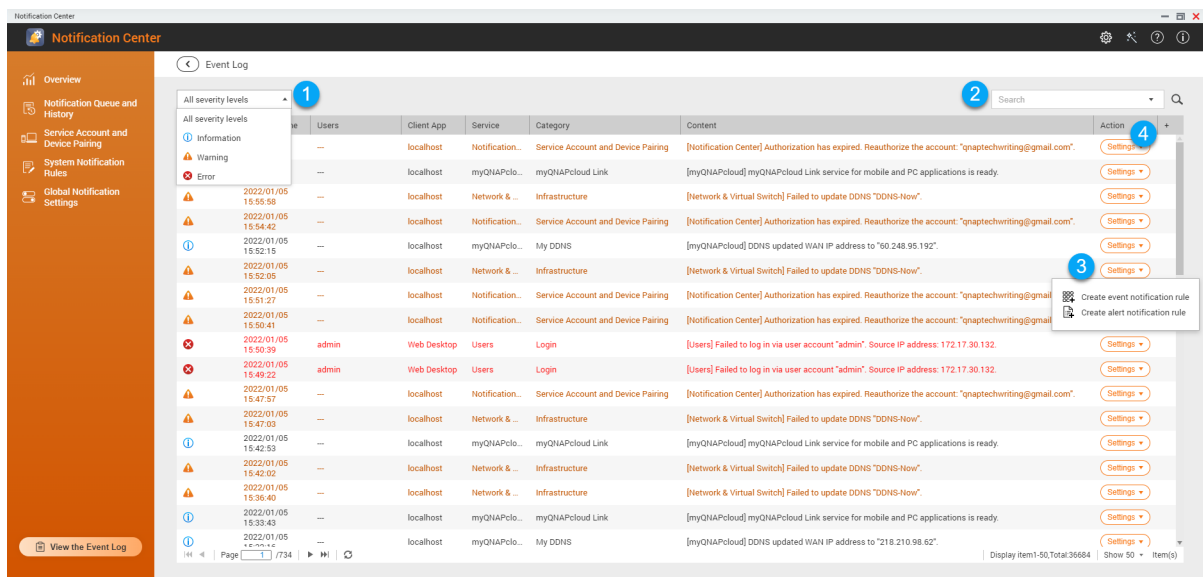 Notification Center
Notification Center
Event Log
Overview
Notification Queue and
History
Service Account and
Device Pairing
System Notification
Rules
Global Notification
Settings
View the Event Log
All severity levels
1
2
Search
All severity levels
Information
Warning
Error
Users Client App Service Category Content Action +
4
--- localhost Notification... Service Account and Device Pairing [Notification Center] Authorization has expired. Reauthorize the account: "qnaptechwriting@gmail.com". Settings
--- localhost myQNAPclo... myQNAPcloud Link [myQNAPcloud] myQNAPcloud Link service for mobile and PC applications is ready. Settings
2022/01/05
15:55:58 --- localhost Network & ... Infrastructure [Network & Virtual Switch] Failed to update DDNS "DDNS-Now". Settings
2022/01/05
15:54:42 --- localhost Notification... Service Account and Device Pairing [Notification Center] Authorization has expired. Reauthorize the account: "qnaptechwriting@gmail.com". Settings
2022/01/05
15:52:15 --- localhost myQNAPclo... My DDNS [myQNAPcloud] DDNS updated WAN IP address to "60.248.95.192". Settings
2022/01/05
15:52:05 --- localhost Network & ... Infrastructure [Network & Virtual Switch] Failed to update DDNS "DDNS-Now". Settings
3
2022/01/05
15:51:27 --- localhost Notification... Service Account and Device Pairing [Notification Center] Authorization has expired. Reauthorize the account: "qnaptechwriting@gmail
Create event notification rule
Create alert notification rule
2022/01/05
15:50:41 --- localhost Notification... Service Account and Device Pairing [Notification Center] Authorization has expired. Reauthorize the account: "qnaptechwriting@gmail
2022/01/05
15:50:39 admin Web Desktop Users Login [Users] Failed to log in via user account "admin". Source IP address: 172.17.30.132. Settings
2022/01/05
15:49:22 admin Web Desktop Users Login [Users] Failed to log in via user account "admin". Source IP address: 172.17.30.132. Settings
2022/01/05
15:47:57 --- localhost Notification... Service Account and Device Pairing [Notification Center] Authorization has expired. Reauthorize the account: "qnaptechwriting@gmail.com". Settings
2022/01/05
15:47:03 --- localhost Network & ... Infrastructure [Network & Virtual Switch] Failed to update DDNS "DDNS-Now". Settings
2022/01/05
15:42:53 --- localhost myQNAPclo... myQNAPcloud Link [myQNAPcloud] myQNAPcloud Link service for mobile and PC applications is ready. Settings
2022/01/05
15:42:02 --- localhost Network & ... Infrastructure [Network & Virtual Switch] Failed to update DDNS "DDNS-Now". Settings
2022/01/05
15:36:40 --- localhost Network & ... Infrastructure [Network & Virtual Switch] Failed to update DDNS "DDNS-Now". Settings
2022/01/05
15:33:43 --- localhost myQNAPclo... myQNAPcloud Link [myQNAPcloud] myQNAPcloud Link service for mobile and PC applications is ready. Settings
2022/01/05
--- localhost myQNAPclo... My DDNS [myQNAPcloud] DDNS updated WAN IP address to "218.210.98.62". Settings
Page 1 /734 Display item1-50,Total:36684 Show 50 Item(s)